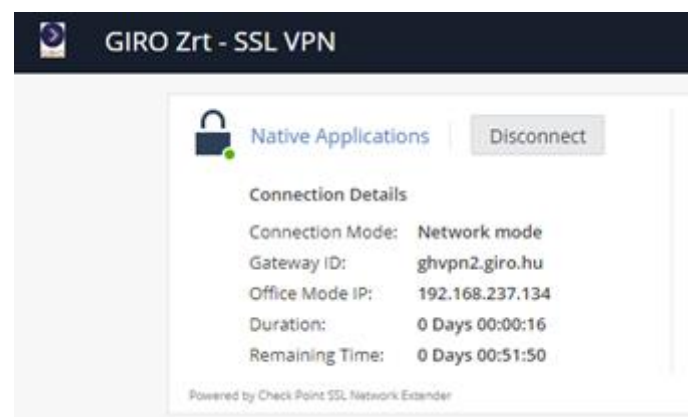 GIRO Zrt - SSL VPN
Native Applications Disconnect
Connection Details
Connection Mode: Network mode
Gateway ID: ghvpn2.giro.hu
Office Mode IP: 192.168.237.134
Duration: 0 Days 00:00:16
Remaining Time: 0 Days 00:51:50
Powered by Check Point SSL Network Extender